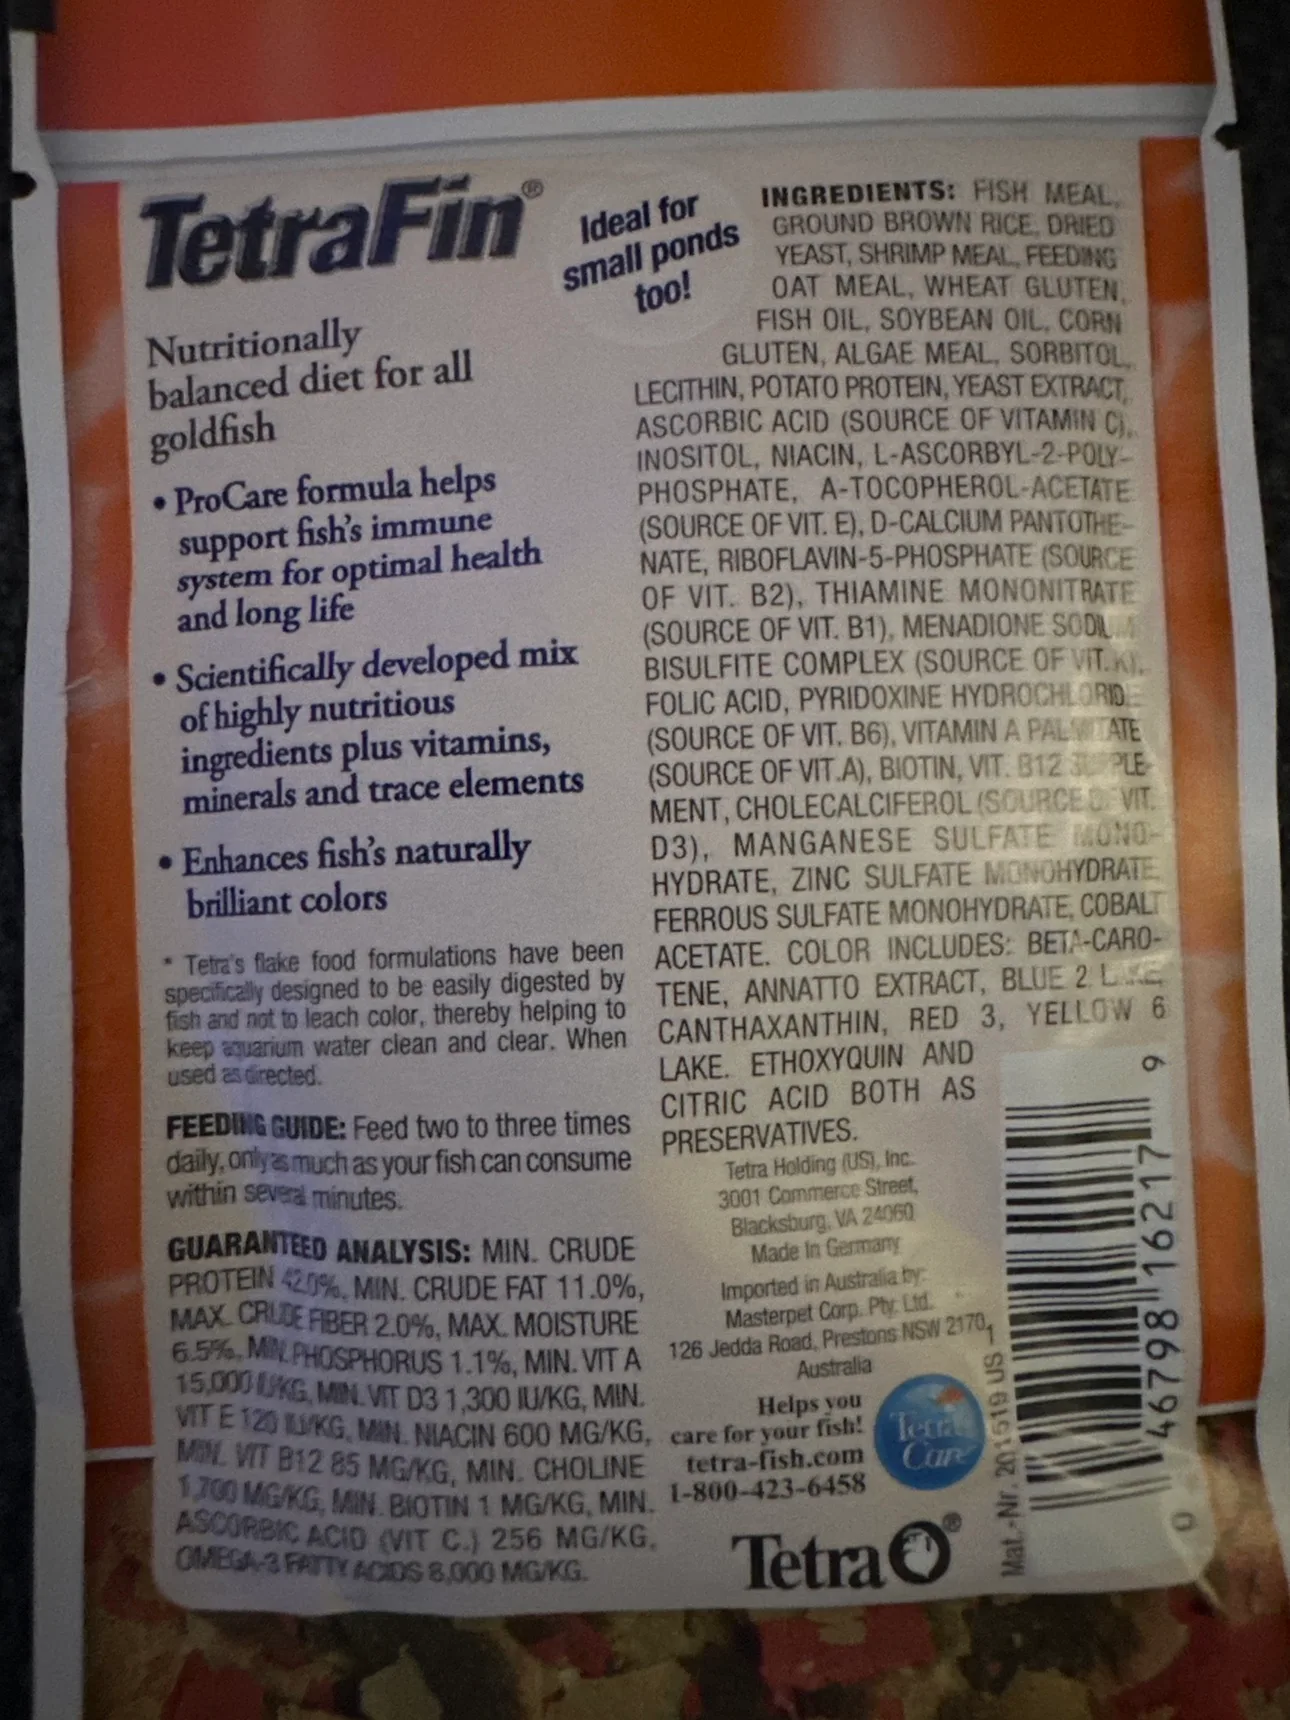 TetraFin®
Ideal for
small ponds
too!
Nutritionally
balanced diet for all
goldfish
• ProCare formula helps
support fish's immune
system for optimal health
and long life
• Scientifically developed mix
of highly nutritious
ingredients plus vitamins,
minerals and trace elements
• Enhances fish's naturally
brilliant colors
* Tetra's flake food formulations have been
specifically designed to be easily digested by
fish and not to leach color, thereby helping to
keep aquarium water clean and clear. When
used as directed.
FEEDING GUIDE: Feed two to three times
daily, only as much as your fish can consume
within several minutes.
GUARANTEED ANALYSIS: MIN. CRUDE
PROTEIN 42.0%, MIN. CRUDE FAT 11.0%,
MAX. CRUDE FIBER 2.0%, MAX. MOISTURE
6.5%, MIN. PHOSPHORUS 1.1%, MIN. VIT A
15,000 IU/KG, MIN. VIT D3 1,300 IU/KG, MIN.
VIT E 120 IU/KG, MIN. NIACIN 600 MG/KG,
MIN. VIT B12 85 MG/KG, MIN. CHOLINE
1,700 MG/KG, MIN. BIOTIN 1 MG/KG, MIN.
ASCORBIC ACID (VIT C.) 256 MG/KG,
OMEGA-3 FATTY ACIDS 8,000 MG/KG.
INGREDIENTS: FISH MEAL,
GROUND BROWN RICE, DRIED
YEAST, SHRIMP MEAL, FEEDING
OAT MEAL, WHEAT GLUTEN,
FISH OIL, SOYBEAN OIL, CORN
GLUTEN, ALGAE MEAL, SORBITOL,
LECITHIN, POTATO PROTEIN, YEAST EXTRACT,
ASCORBIC ACID (SOURCE OF VITAMIN C),
INOSITOL, NIACIN, L-ASCORBYL-2-POLY-
PHOSPHATE, A-TOCOPHEROL-ACETATE
(SOURCE OF VIT. E), D-CALCIUM PANTOTHE-
NATE, RIBOFLAVIN-5-PHOSPHATE (SOURCE
OF VIT. B2), THIAMINE MONONITRATE
(SOURCE OF VIT. B1), MENADIONE SODIUM
BISULFITE COMPLEX (SOURCE OF VIT. K),
FOLIC ACID, PYRIDOXINE HYDROCHLORIDE
(SOURCE OF VIT. B6), VITAMIN A PALMITATE
(SOURCE OF VIT.A), BIOTIN, VIT. B12 SUPPLE-
MENT, CHOLECALCIFEROL (SOURCE OF VIT.
D3), MANGANESE SULFATE MONO-
HYDRATE, ZINC SULFATE MONOHYDRATE,
FERROUS SULFATE MONOHYDRATE, COBALT
ACETATE. COLOR INCLUDES: BETA-CARO-
TENE, ANNATTO EXTRACT, BLUE 2 LAKE,
CANTHAXANTHIN, RED 3, YELLOW 6
LAKE. ETHOXYQUIN AND
CITRIC ACID BOTH AS
PRESERVATIVES.
Tetra Holding (US), Inc.
3001 Commerce Street,
Blacksburg, VA 24060
Made In Germany
Imported in Australia by:
Masterpet Corp. Pty. Ltd.
126 Jedda Road, Prestons NSW 2170,
Australia
Helps you
care for your fish!
tetra-fish.com
1-800-423-6458
Tetra
Care
Tetra®
Mat.-Nr. 201519 US 1
0 46798 16217 9